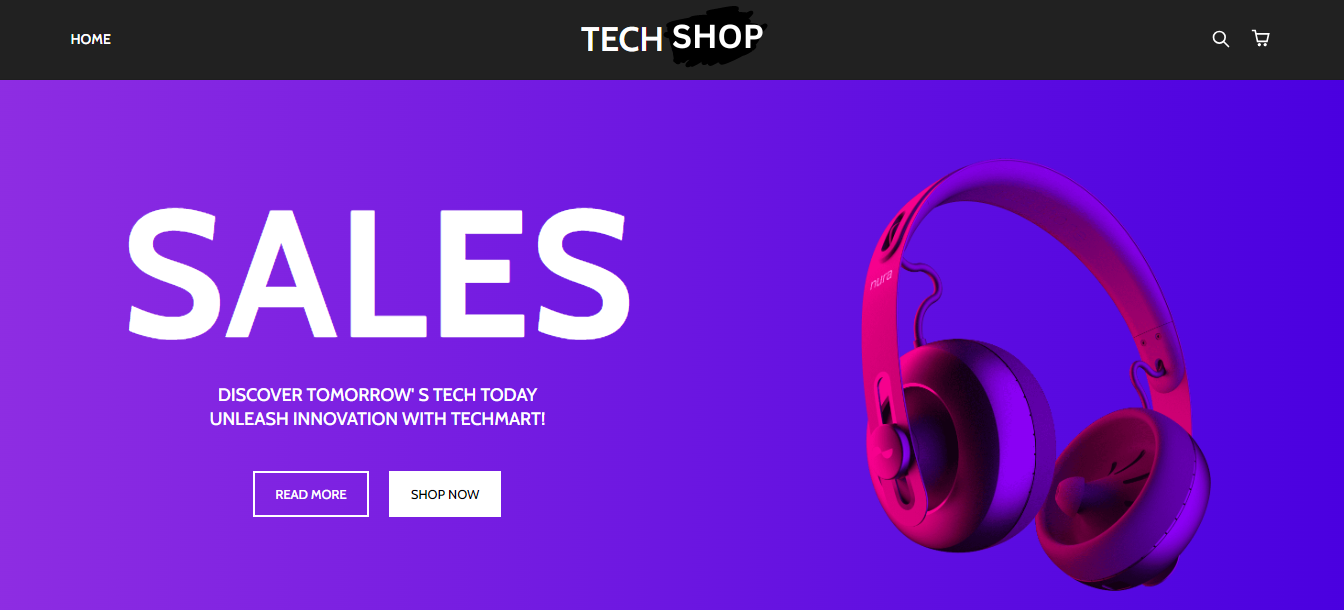 HOME
TECH SHOP
SALES
nura
DISCOVER TOMORROW' S TECH TODAY
UNLEASH INNOVATION WITH TECHMART!
READ MORE
SHOP NOW